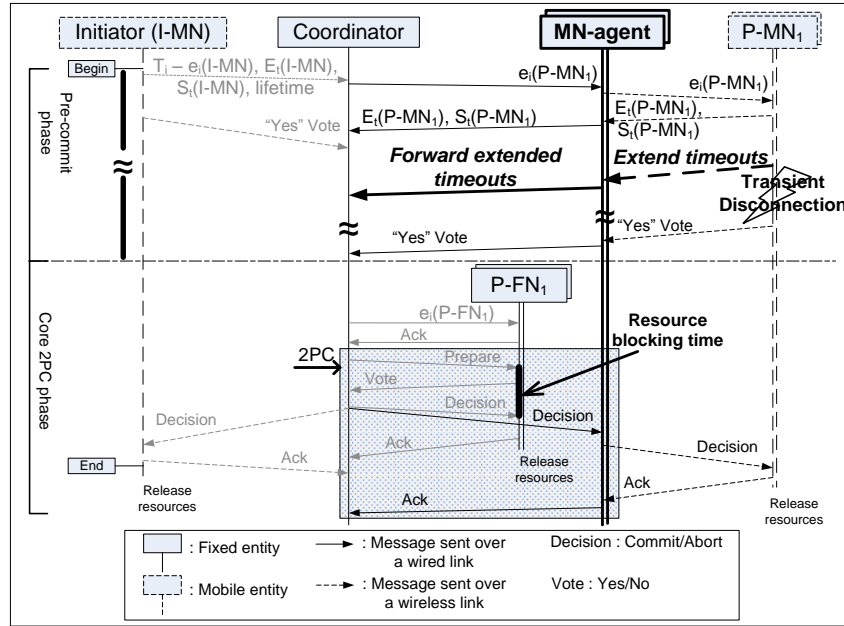 Initiator (I-MN)
Coordinator
MN-agent
P-MN₁
Begin
Pre-commit phase
Tᵢ – eᵢ(I-MN), Eₜ(I-MN),
Sₜ(I-MN), lifetime
eᵢ(P-MN₁)
eᵢ(P-MN₁)
Eₜ(P-MN₁), Sₜ(P-MN₁)
Eₜ(P-MN₁),
Sₜ(P-MN₁)
"Yes" Vote
Forward extended
timeouts
Extend timeouts
Transient
Disconnection
"Yes" Vote
"Yes" Vote
Core 2PC phase
P-FN₁
eᵢ(P-FN₁)
Ack
Resource
blocking time
2PC
Prepare
Vote
Decision
Decision
Decision
Decision
Ack
Ack
Release
resources
End
Ack
Ack
Release
resources
Release
resources
: Fixed entity
: Message sent over
a wired link
Decision : Commit/Abort
: Mobile entity
: Message sent over
a wireless link
Vote : Yes/No